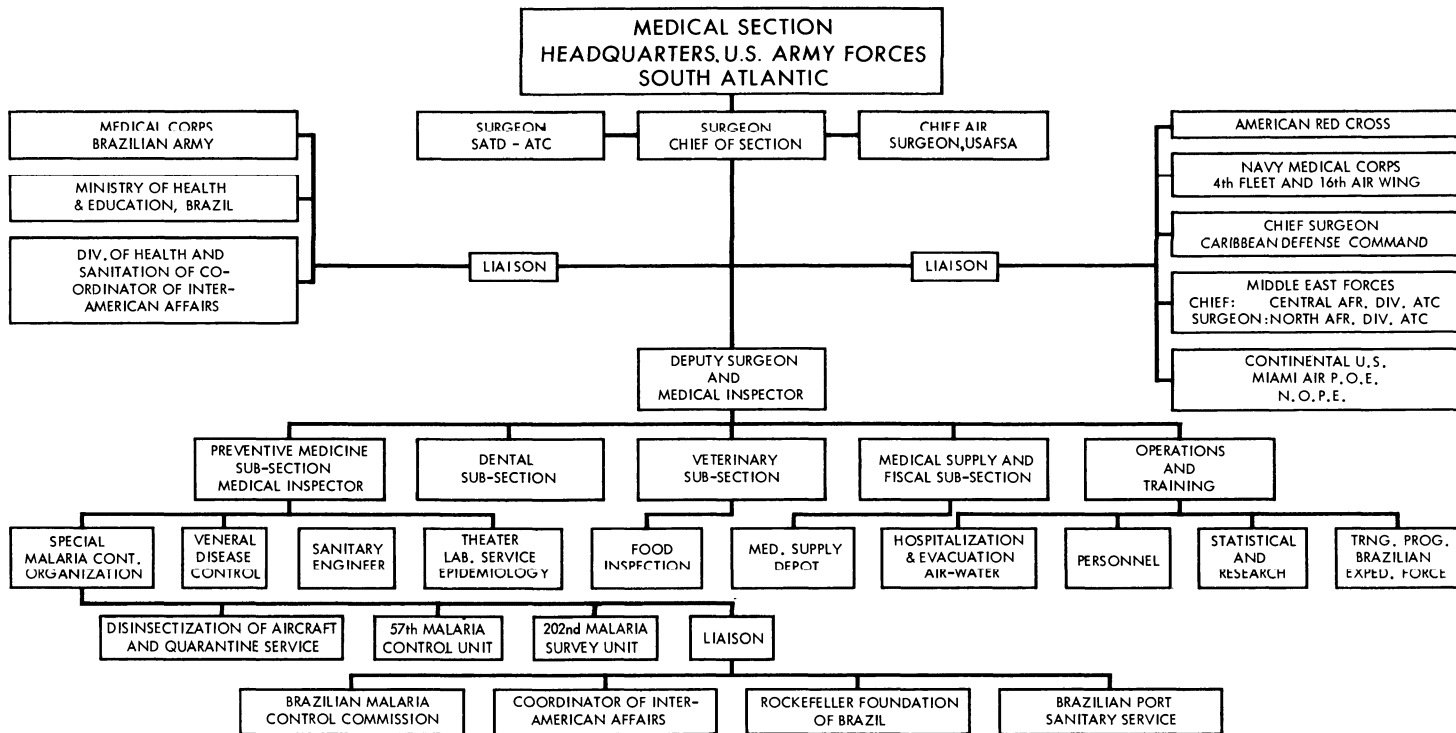 MEDICAL SECTION
HEADQUARTERS, U.S. ARMY FORCES
SOUTH ATLANTIC
MEDICAL CORPS
BRAZILIAN ARMY
SURGEON
SATD - ATC
SURGEON
CHIEF OF SECTION
CHIEF AIR
SURGEON, USAFSA
AMERICAN RED CROSS
MINISTRY OF HEALTH
& EDUCATION, BRAZIL
NAVY MEDICAL CORPS
4th FLEET AND 16th AIR WING
DIV. OF HEALTH AND
SANITATION OF CO-
ORDINATOR OF INTER-
AMERICAN AFFAIRS
LIAISON
LIAISON
CHIEF SURGEON
CARIBBEAN DEFENSE COMMAND
MIDDLE EAST FORCES
CHIEF: CENTRAL AFR. DIV. ATC
SURGEON: NORTH AFR. DIV. ATC
CONTINENTAL U.S.
MIAMI AIR P.O.E.
N.O.P.E.
DEPUTY SURGEON
AND
MEDICAL INSPECTOR
PREVENTIVE MEDICINE
SUB-SECTION
MEDICAL INSPECTOR
DENTAL
SUB-SECTION
VETERINARY
SUB-SECTION
MEDICAL SUPPLY AND
FISCAL SUB-SECTION
OPERATIONS
AND
TRAINING
SPECIAL
MALARIA CONT.
ORGANIZATION
VENERAL
DISEASE
CONTROL
SANITARY
ENGINEER
THEATER
LAB. SERVICE
EPIDEMIOLOGY
FOOD
INSPECTION
MED. SUPPLY
DEPOT
HOSPITALIZATION
& EVACUATION
AIR-WATER
PERSONNEL
STATISTICAL
AND
RESEARCH
TRNG. PROG.
BRAZILIAN
EXPED. FORCE
DISINSECTIZATION OF AIRCRAFT
AND QUARANTINE SERVICE
57th MALARIA
CONTROL UNIT
202nd MALARIA
SURVEY UNIT
LIAISON
BRAZILIAN MALARIA
CONTROL COMMISSION
COORDINATOR OF INTER-
AMERICAN AFFAIRS
ROCKEFELLER FOUNDATION
OF BRAZIL
BRAZILIAN PORT
SANITARY SERVICE